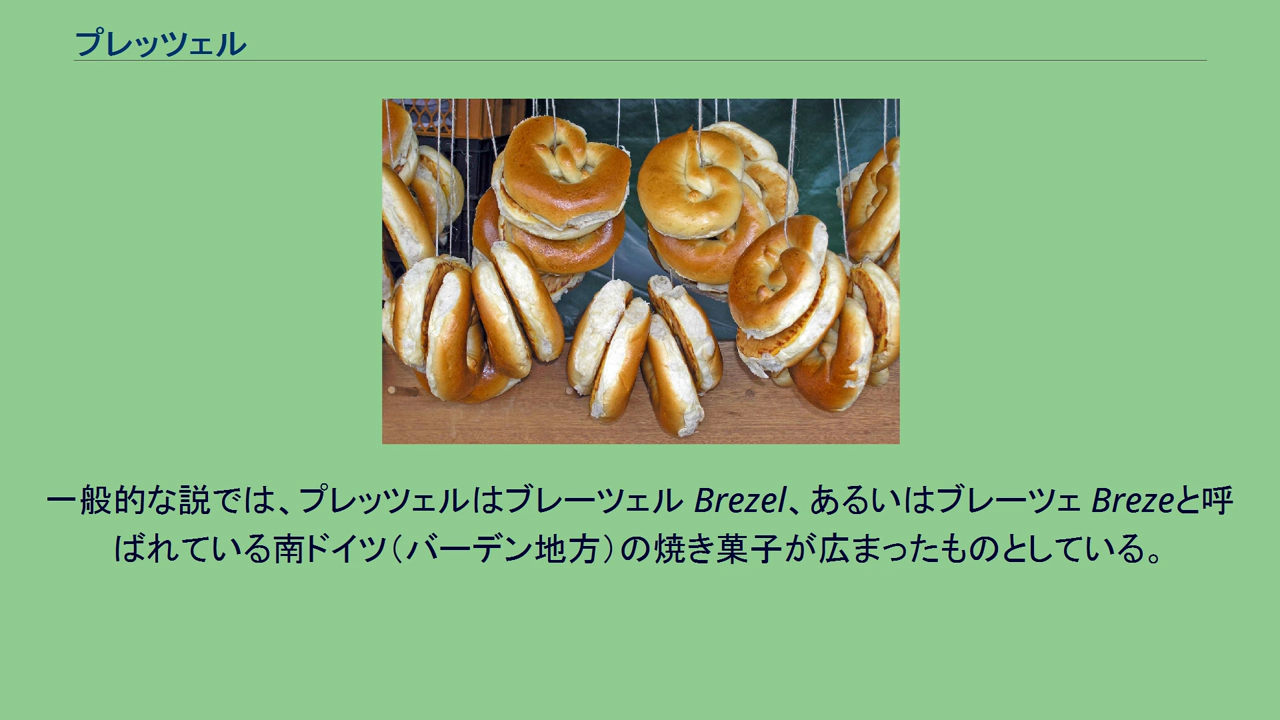 プレッツェル
一般的な説では、プレッツェルはブレーツェル Brezel、あるいはブレーツェ Brezeと呼
ばれている南ドイツ（バーデン地方）の焼き菓子が広まったものとしている。